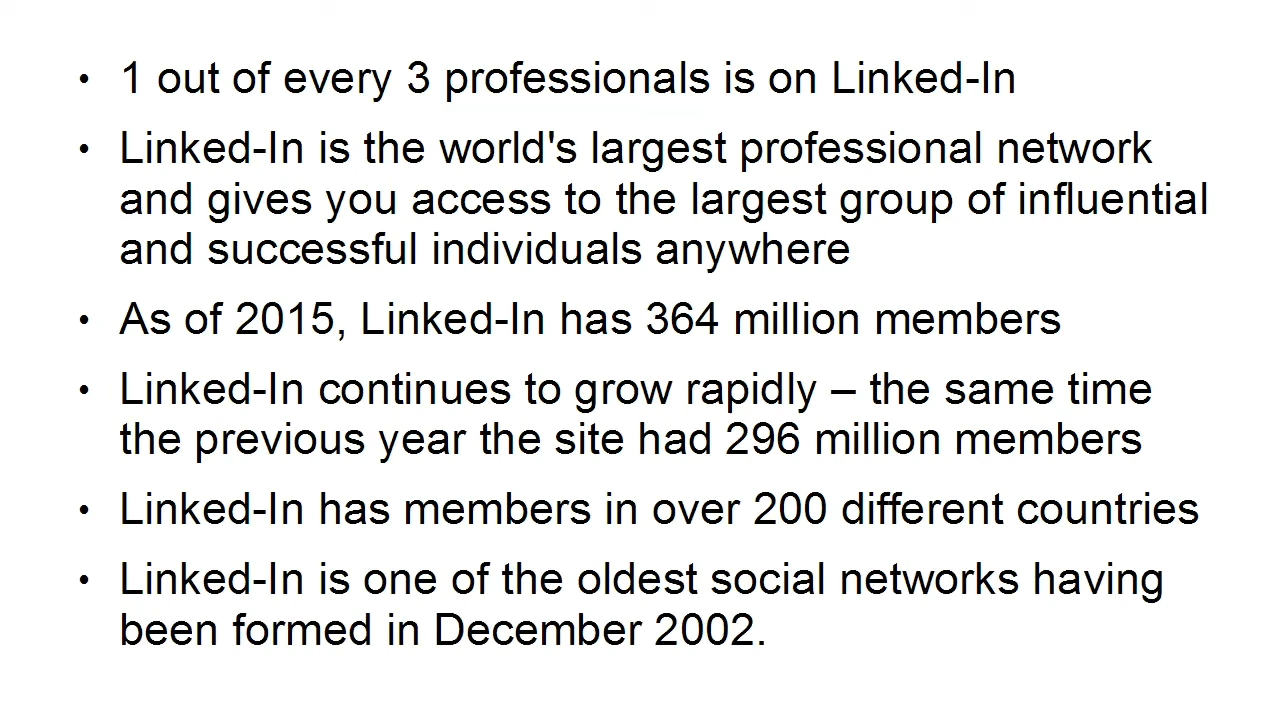 • 1 out of every 3 professionals is on Linked-In
• Linked-In is the world's largest professional network
and gives you access to the largest group of influential
and successful individuals anywhere
• As of 2015, Linked-In has 364 million members
• Linked-In continues to grow rapidly – the same time
the previous year the site had 296 million members
• Linked-In has members in over 200 different countries
• Linked-In is one of the oldest social networks having
been formed in December 2002.